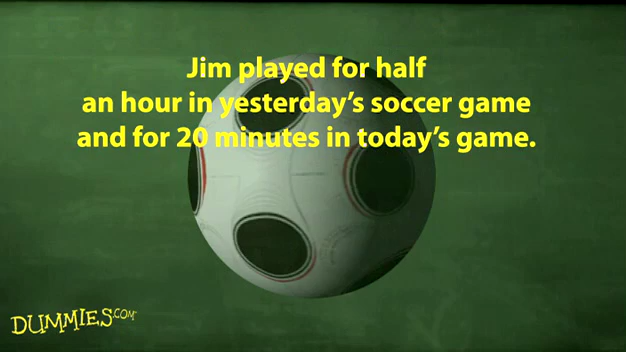 Jim played for half
an hour in yesterday’s soccer game
and for 20 minutes in today’s game.
DUMMIES.COM